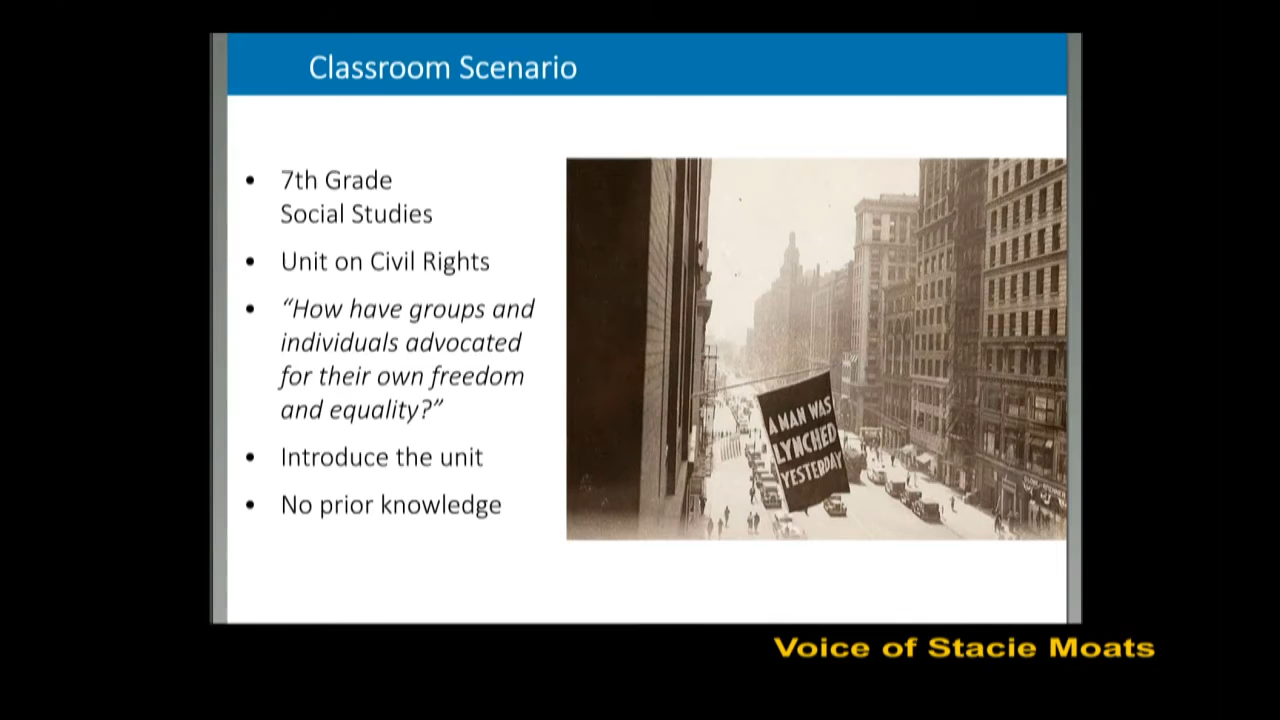 Classroom Scenario
• 7th Grade
Social Studies
• Unit on Civil Rights
• “How have groups and
individuals advocated
for their own freedom
and equality?”
• Introduce the unit
• No prior knowledge
A MAN WAS
LYNCHED
YESTERDAY
Voice of Stacie Moats